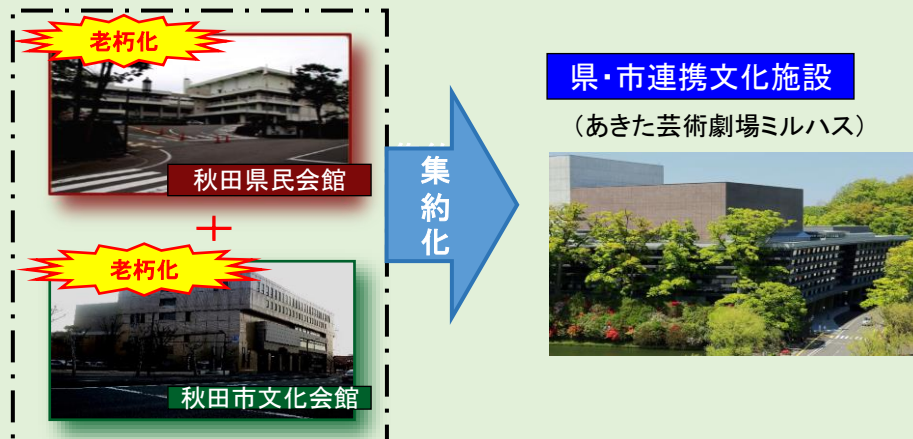 老朽化
秋田県民会館
+
老朽化
秋田市文化会館
集約化
県・市連携文化施設
（あきた芸術劇場ミルハス）